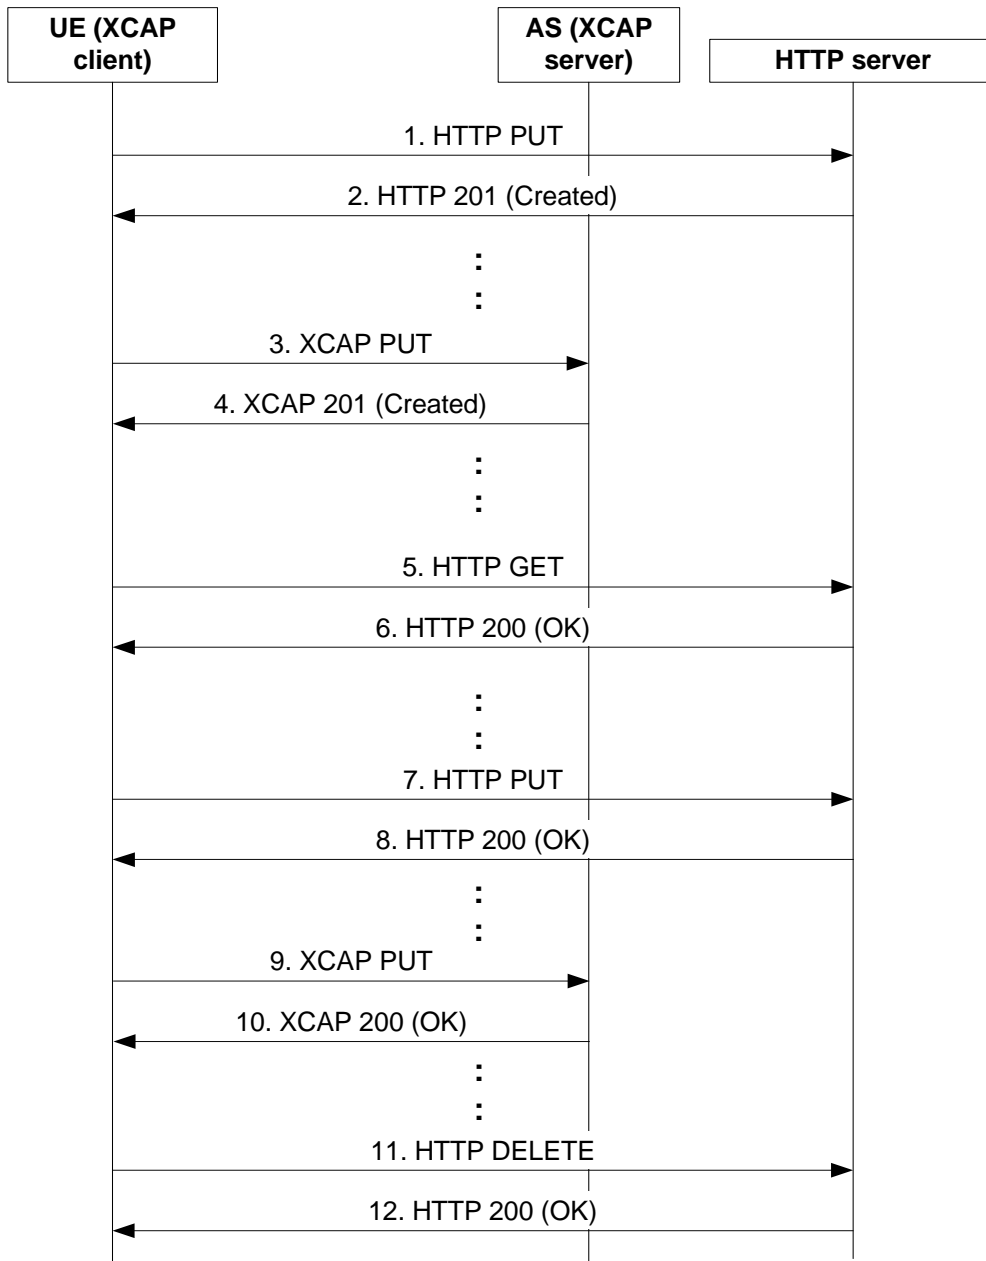 UE (XCAP
client)
AS (XCAP
server)
HTTP server
1. HTTP PUT
2. HTTP 201 (Created)
:
:
3. XCAP PUT
4. XCAP 201 (Created)
:
:
5. HTTP GET
6. HTTP 200 (OK)
:
:
7. HTTP PUT
8. HTTP 200 (OK)
:
:
9. XCAP PUT
10. XCAP 200 (OK)
:
:
11. HTTP DELETE
12. HTTP 200 (OK)